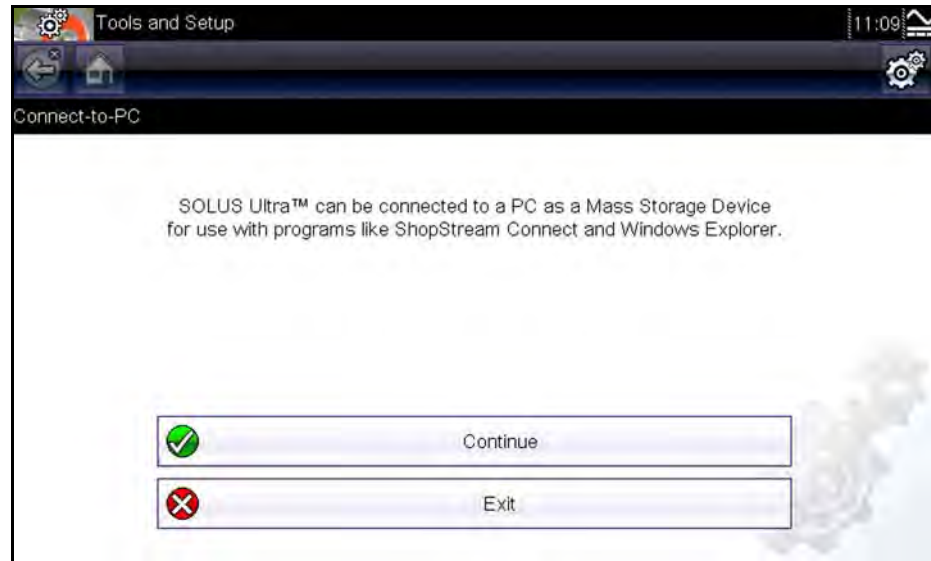 Tools and Setup
11:09
Connect-to-PC
SOLUS Ultra™ can be connected to a PC as a Mass Storage Device
for use with programs like ShopStream Connect and Windows Explorer.
Continue
Exit